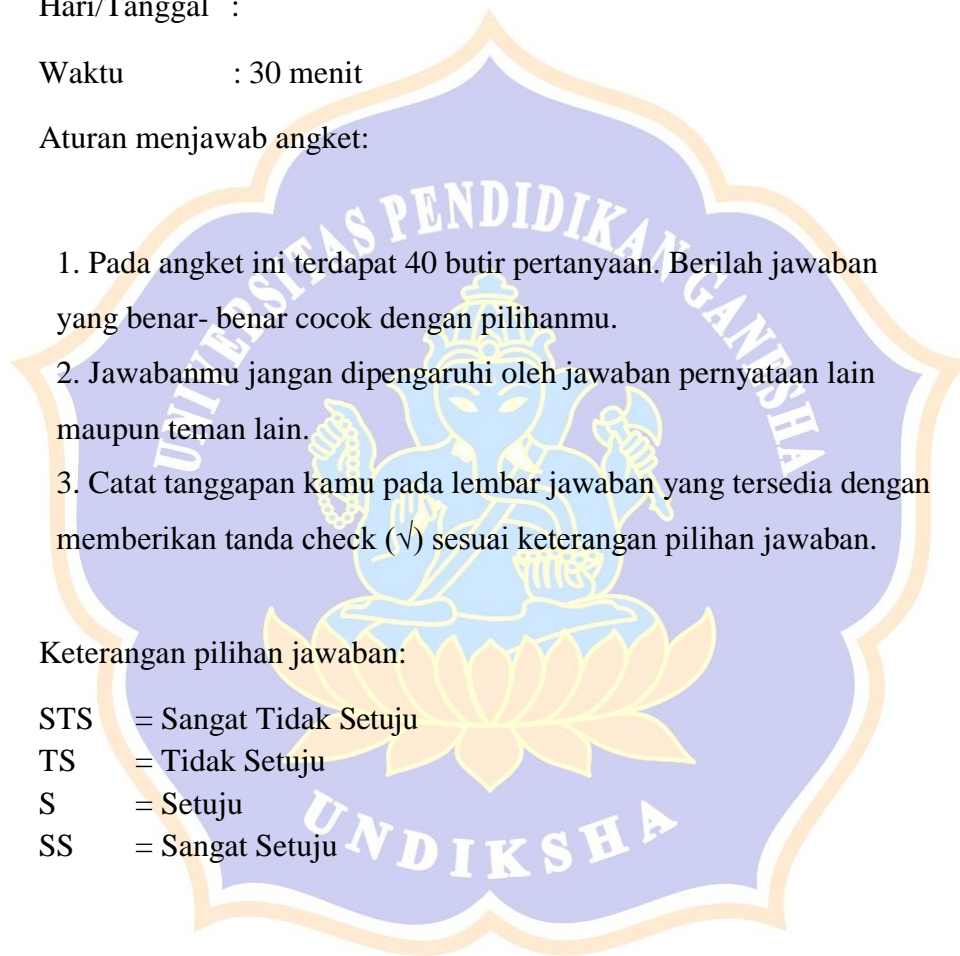 Hari/Tanggal :
Waktu : 30 menit
Aturan menjawab angket:
UNIVERSITAS PENDIDIKAN GANESHA
1. Pada angket ini terdapat 40 butir pertanyaan. Berilah jawaban
yang benar- benar cocok dengan pilihanmu.
2. Jawabanmu jangan dipengaruhi oleh jawaban pernyataan lain
maupun teman lain.
3. Catat tanggapan kamu pada lembar jawaban yang tersedia dengan
memberikan tanda check (√) sesuai keterangan pilihan jawaban.
Keterangan pilihan jawaban:
STS = Sangat Tidak Setuju
TS = Tidak Setuju
S = Setuju
SS = Sangat Setuju
UNDIKSHA